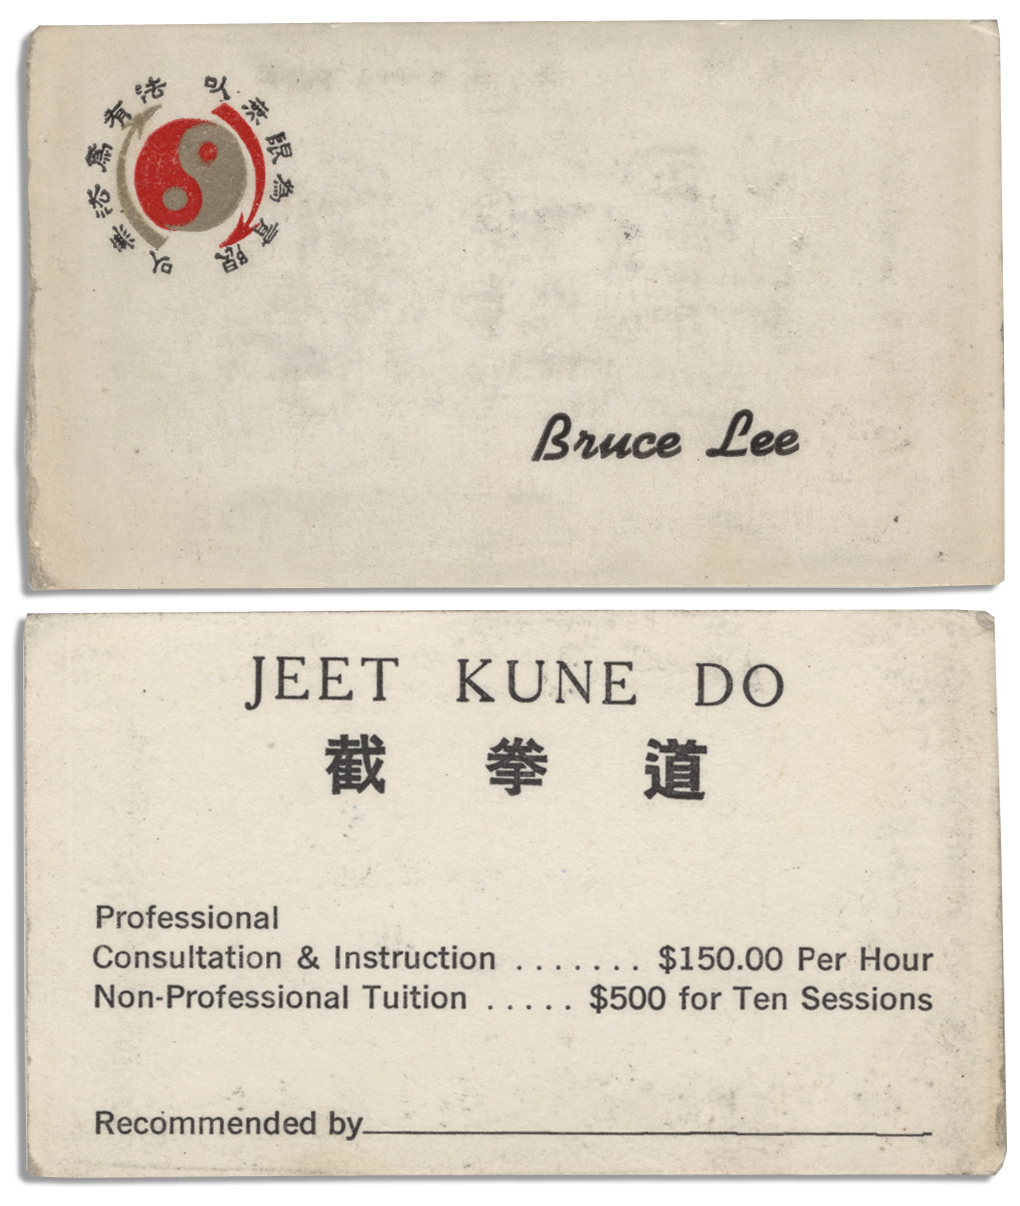 以無限為有限
以無法為有法
Bruce Lee
JEET KUNE DO
截 拳 道
Professional
Consultation & Instruction ....... $150.00 Per Hour
Non-Professional Tuition ..... $500 for Ten Sessions
Recommended by